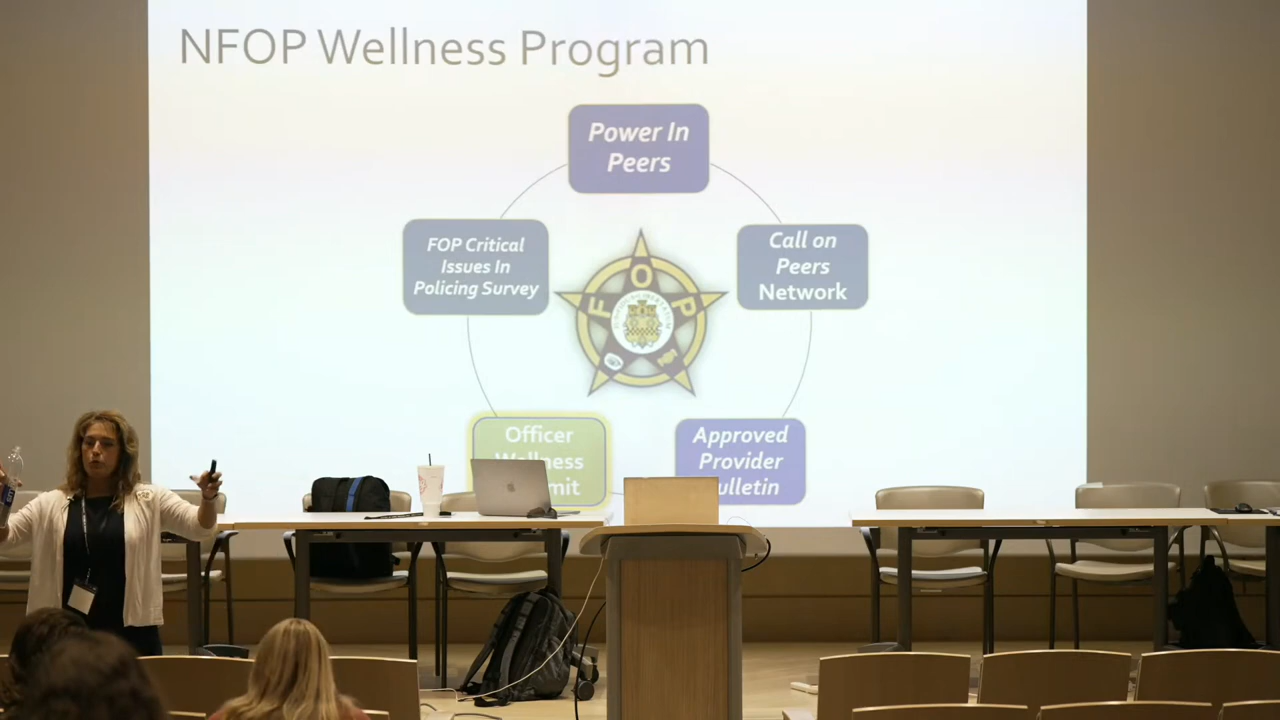 NFOP Wellness Program
Power In
Peers
FOP Critical
Issues In
Policing Survey
Call on
Peers
Network
F O P
Officer
Approved
Provider